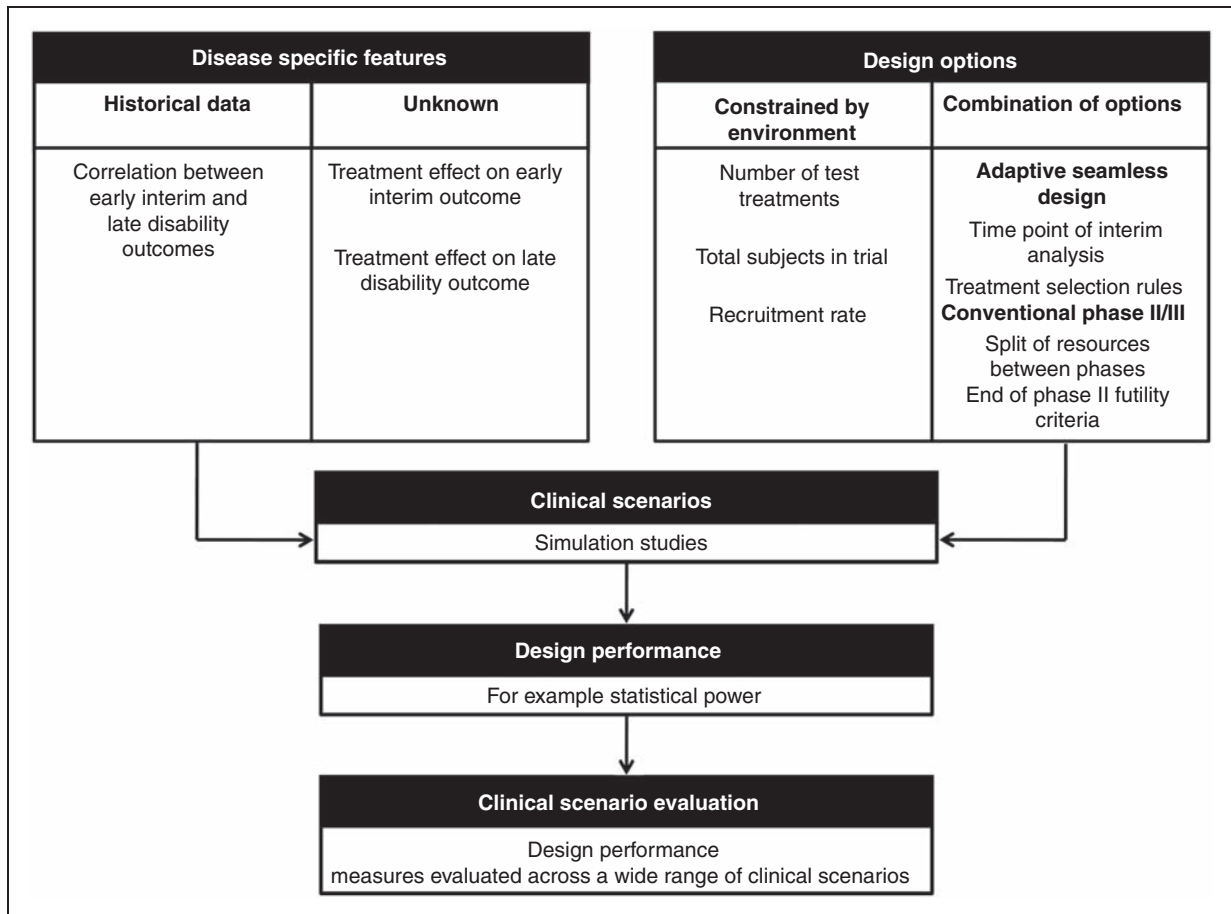 Disease specific features
Historical data
Unknown
Correlation between
early interim and
late disability
outcomes
Treatment effect on early
interim outcome
Treatment effect on late
disability outcome
Design options
Constrained by
environment
Combination of options
Number of test
treatments
Total subjects in trial
Recruitment rate
Adaptive seamless
design
Time point of interim
analysis
Treatment selection rules
Conventional phase II/III
Split of resources
between phases
End of phase II futility
criteria
Clinical scenarios
Simulation studies
Design performance
For example statistical power
Clinical scenario evaluation
Design performance
measures evaluated across a wide range of clinical scenarios